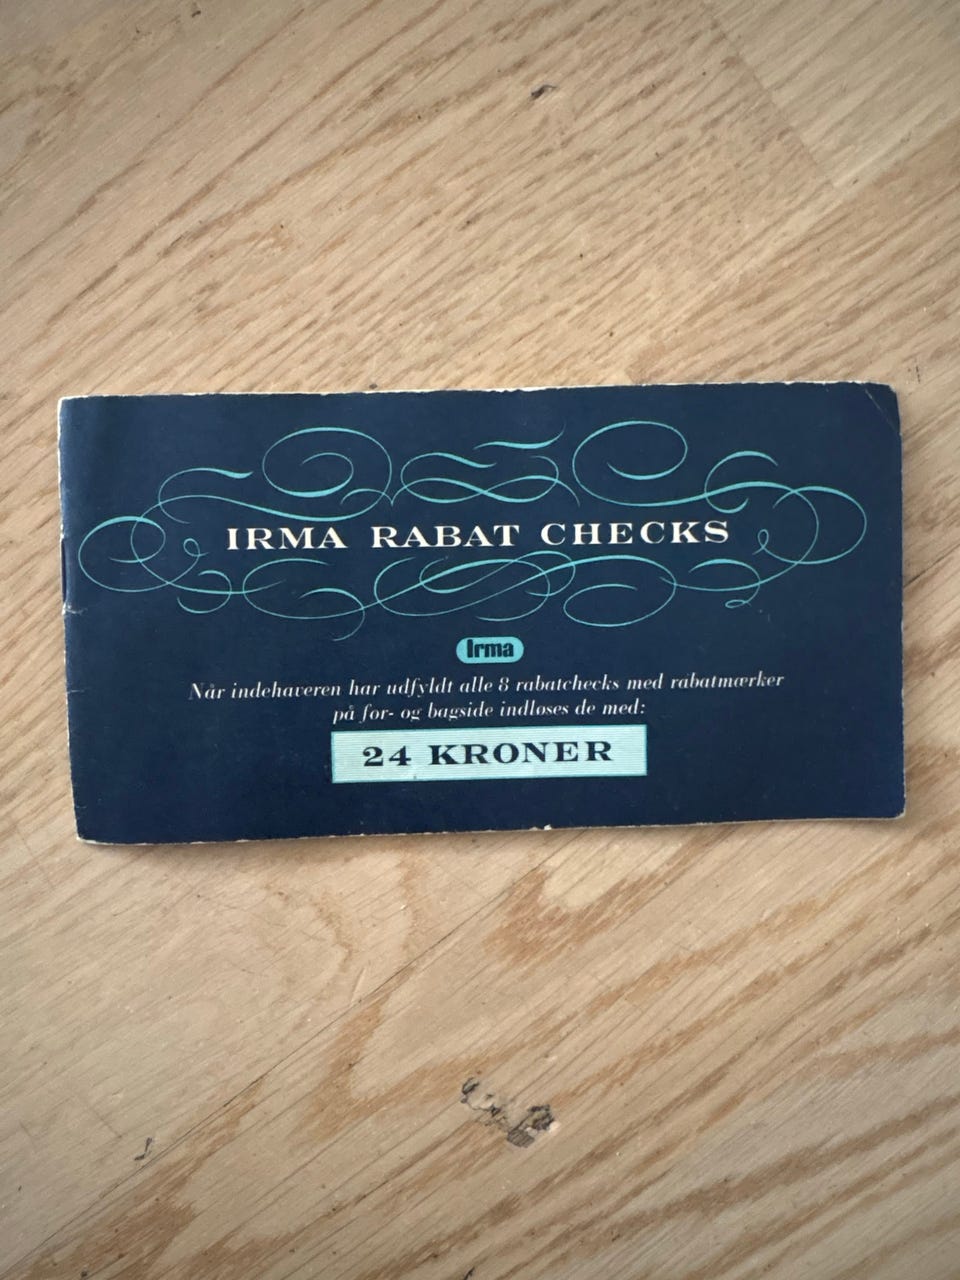 IRMA RABAT CHECKS
Irma
Når indehaveren har udfyldt alle 8 rabatchecks med rabatmærker
på for- og bagside indløses de med:
24 KRONER